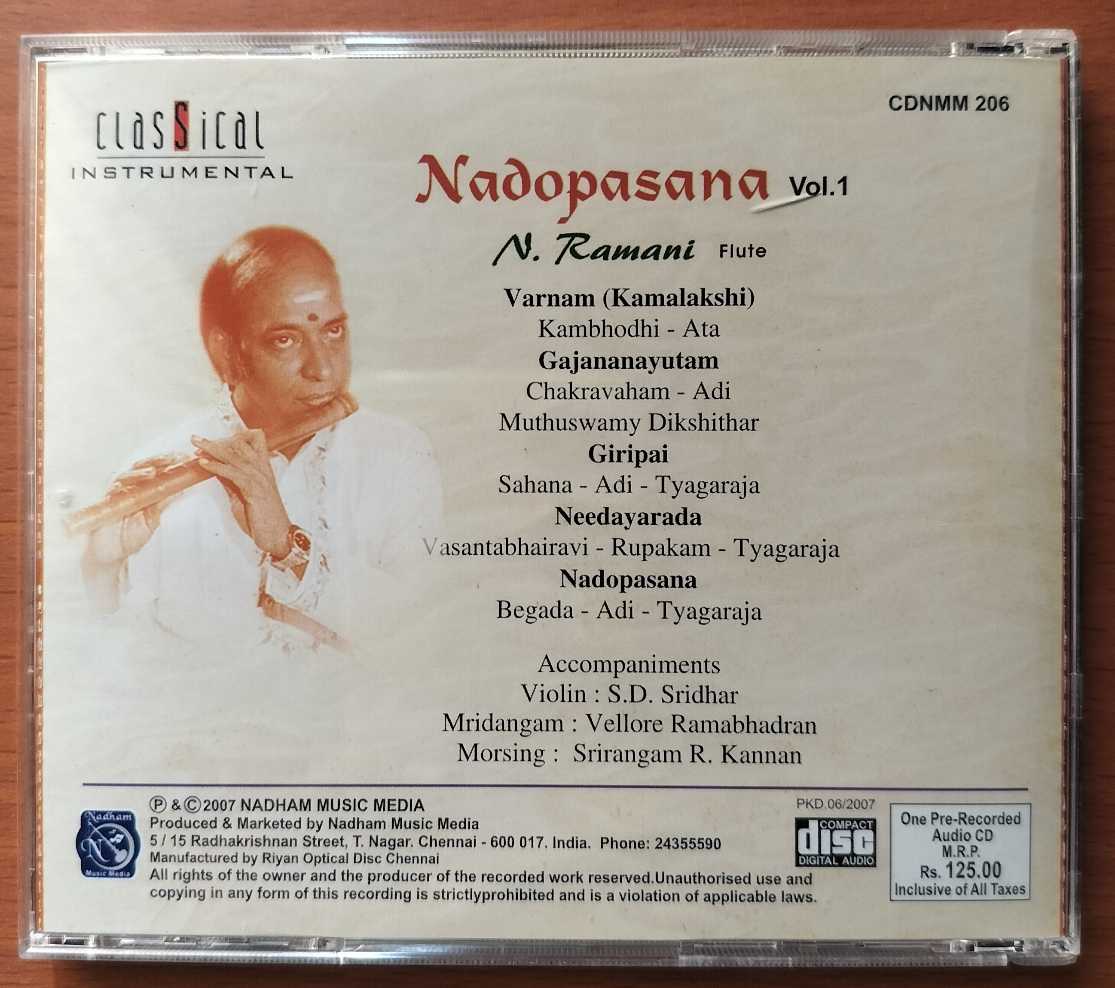 CDNMM 206
clasSical
INSTRUMENTAL
Nadopasana Vol.1
N. Ramani Flute
Varnam (Kamalakshi)
Kambhodhi - Ata
Gajananayutam
Chakravaham - Adi
Muthuswamy Dikshithar
Giripai
Sahana - Adi - Tyagaraja
Needayarada
Vasantabhairavi - Rupakam - Tyagaraja
Nadopasana
Begada - Adi - Tyagaraja
Accompaniments
Violin : S.D. Sridhar
Mridangam : Vellore Ramabhadran
Morsing : Srirangam R. Kannan
Nadham
N
Music Media
Ⓟ & © 2007 NADHAM MUSIC MEDIA
Produced & Marketed by Nadham Music Media
5 / 15 Radhakrishnan Street, T. Nagar. Chennai - 600 017. India. Phone: 24355590
Manufactured by Riyan Optical Disc Chennai
All rights of the owner and the producer of the recorded work reserved.Unauthorised use and
copying in any form of this recording is strictlyprohibited and is a violation of applicable laws.
PKD.06/2007
COMPACT
disc
DIGITAL AUDIO
One Pre-Recorded
Audio CD
M.R.P.
Rs. 125.00
Inclusive of All Taxes